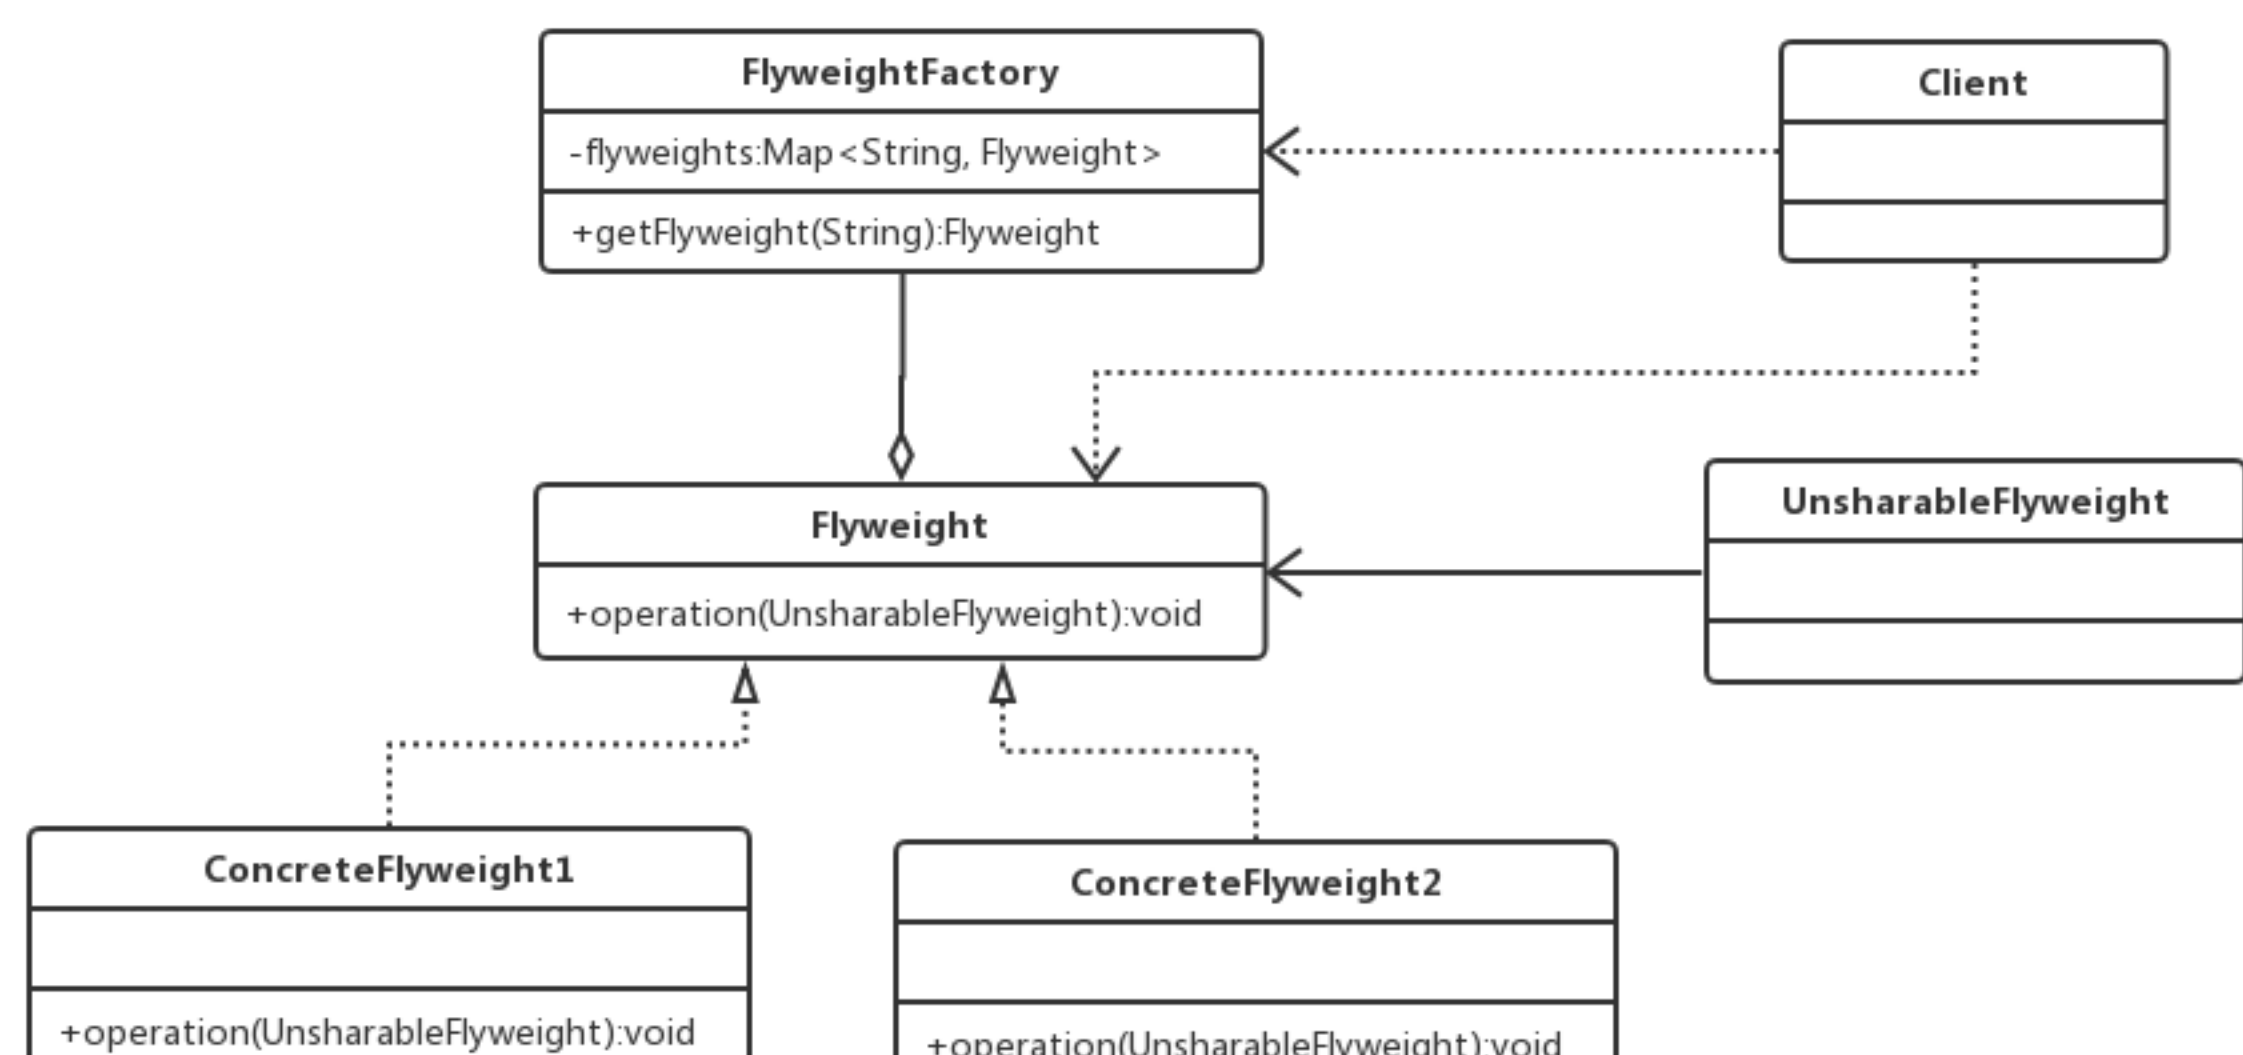 FlyweightFactory
-flyweights:Map<String, Flyweight>
+getFlyweight(String):Flyweight
Client
Flyweight
+operation(UnsharableFlyweight):void
UnsharableFlyweight
ConcreteFlyweight1
+operation(UnsharableFlyweight):void
ConcreteFlyweight2
+operation(UnsharableFlyweight):void